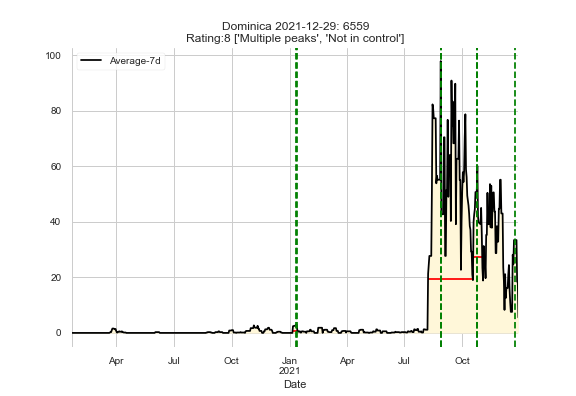 Dominica 2021-12-29: 6559
Rating:8 ['Multiple peaks', 'Not in control']
Average-7d
100
80
60
40
20
0
Apr Jul Oct Jan Apr Jul Oct
2021
Date